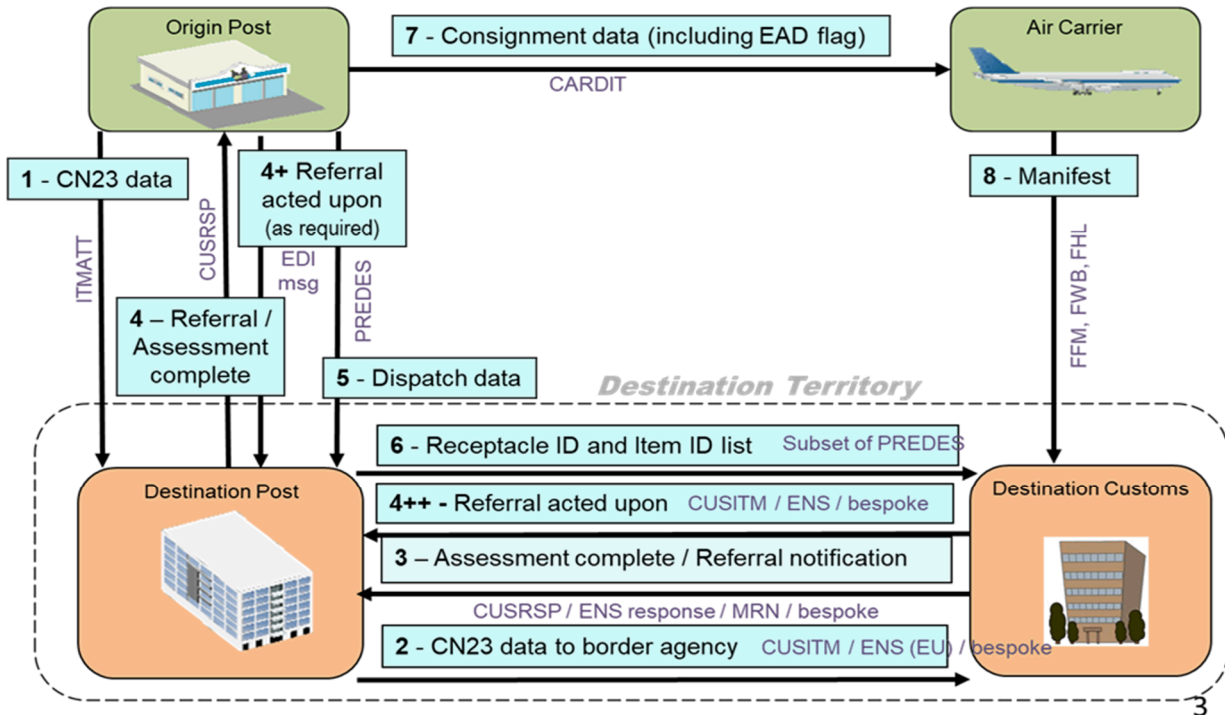 Origin Post
7 - Consignment data (including EAD flag)
CARDIT
Air Carrier
1 - CN23 data
ITMATT
CUSRSP
4 – Referral /
Assessment
complete
4+ Referral
acted upon
(as required)
EDI
msg
PREDES
5 - Dispatch data
8 - Manifest
FFM, FWB, FHL
Destination Territory
Destination Post
6 - Receptacle ID and Item ID list Subset of PREDES
4++ - Referral acted upon CUSITM / ENS / bespoke
3 – Assessment complete / Referral notification
CUSRSP / ENS response / MRN / bespoke
2 - CN23 data to border agency CUSITM / ENS (EU) / bespoke
Destination Customs
3